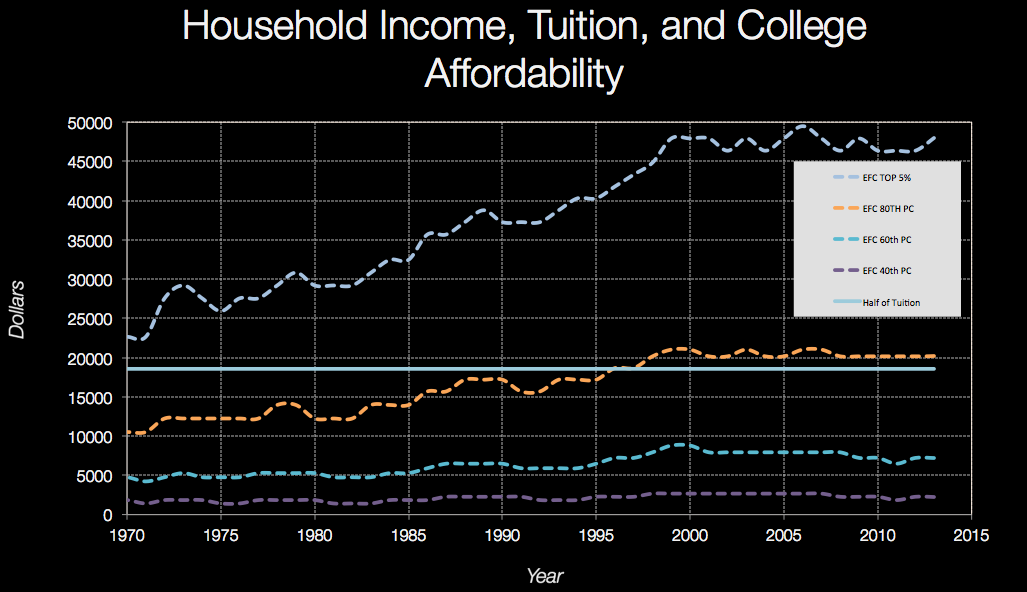 Household Income, Tuition, and College
Affordability
50000
45000
40000
35000
30000
25000
20000
15000
10000
5000
0
Dollars
EFC TOP 5%
EFC 80TH PC
EFC 60th PC
EFC 40th PC
Half of Tuition
1970 1975 1980 1985 1990 1995 2000 2005 2010 2015
Year